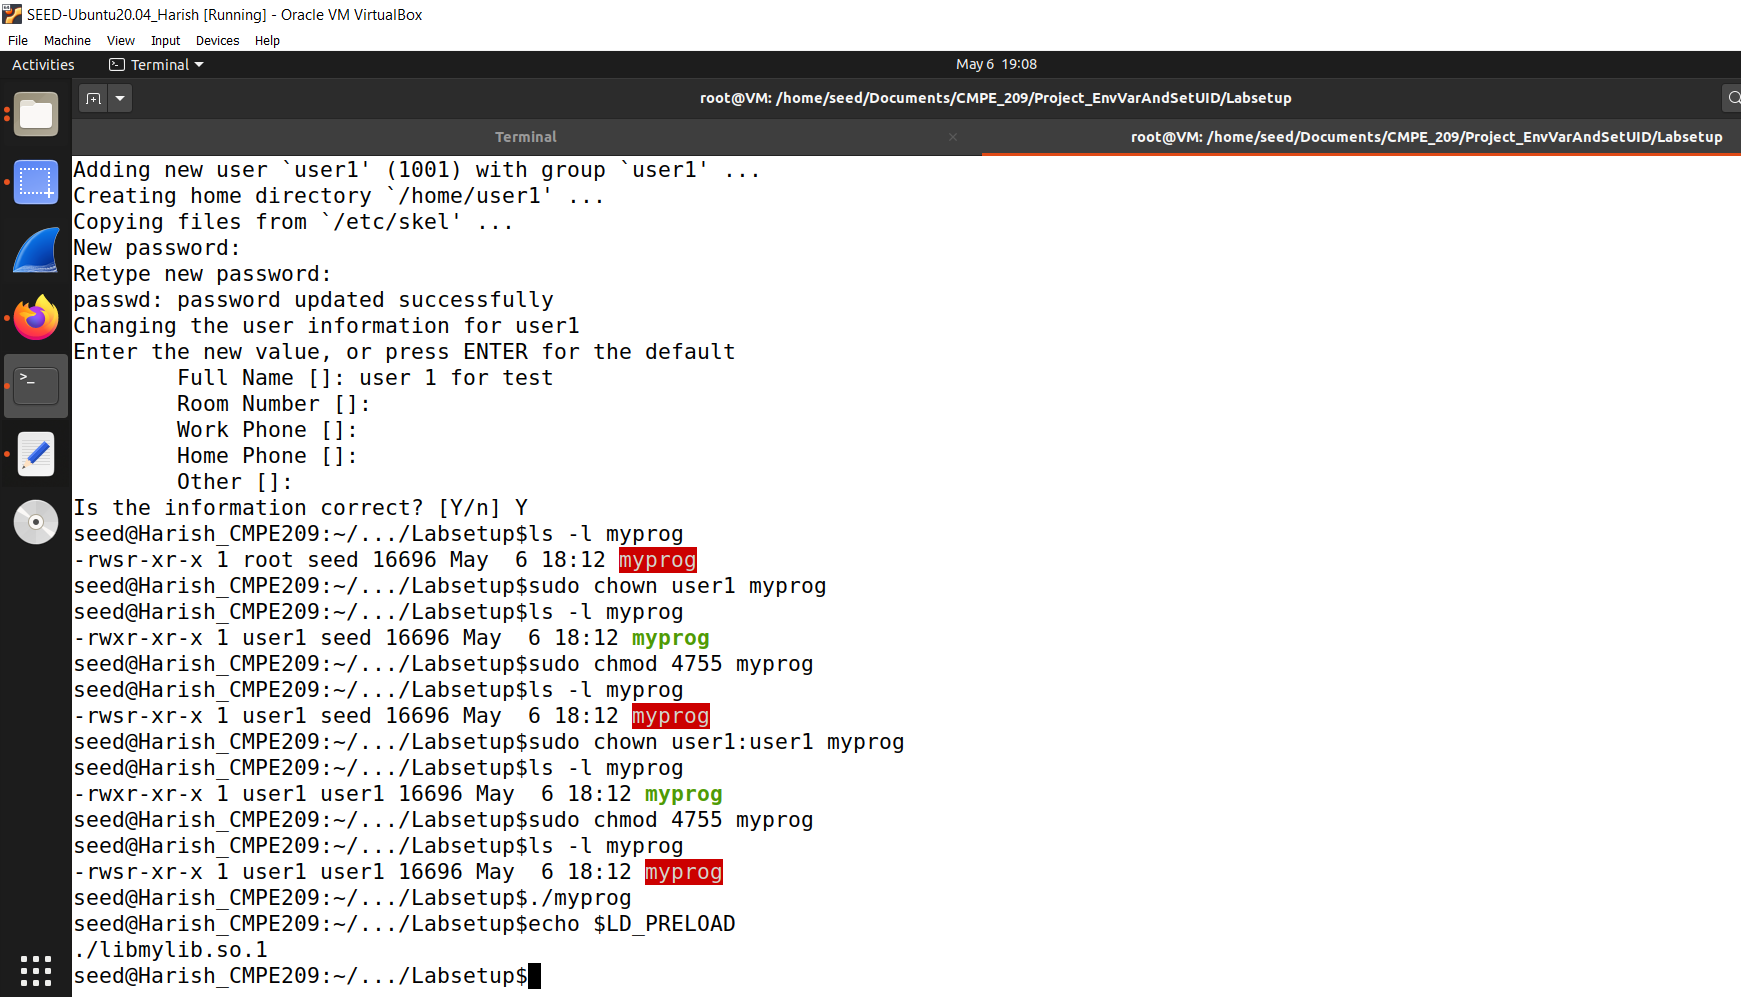 SEED-Ubuntu20.04_Harish [Running] - Oracle VM VirtualBox
File Machine View Input Devices Help
Activities Terminal May 6 19:08
root@VM: /home/seed/Documents/CMPE_209/Project_EnvVarAndSetUID/Labsetup
Terminal × root@VM: /home/seed/Documents/CMPE_209/Project_EnvVarAndSetUID/Labsetup
Adding new user `user1' (1001) with group `user1' ...
Creating home directory `/home/user1' ...
Copying files from `/etc/skel' ...
New password:
Retype new password:
passwd: password updated successfully
Changing the user information for user1
Enter the new value, or press ENTER for the default
        Full Name []: user 1 for test
        Room Number []:
        Work Phone []:
        Home Phone []:
        Other []:
Is the information correct? [Y/n] Y
seed@Harish_CMPE209:~/.../Labsetup$ls -l myprog
-rwsr-xr-x 1 root seed 16696 May  6 18:12 myprog
seed@Harish_CMPE209:~/.../Labsetup$sudo chown user1 myprog
seed@Harish_CMPE209:~/.../Labsetup$ls -l myprog
-rwxr-xr-x 1 user1 seed 16696 May  6 18:12 myprog
seed@Harish_CMPE209:~/.../Labsetup$sudo chmod 4755 myprog
seed@Harish_CMPE209:~/.../Labsetup$ls -l myprog
-rwsr-xr-x 1 user1 seed 16696 May  6 18:12 myprog
seed@Harish_CMPE209:~/.../Labsetup$sudo chown user1:user1 myprog
seed@Harish_CMPE209:~/.../Labsetup$ls -l myprog
-rwxr-xr-x 1 user1 user1 16696 May  6 18:12 myprog
seed@Harish_CMPE209:~/.../Labsetup$sudo chmod 4755 myprog
seed@Harish_CMPE209:~/.../Labsetup$ls -l myprog
-rwsr-xr-x 1 user1 user1 16696 May  6 18:12 myprog
seed@Harish_CMPE209:~/.../Labsetup$./myprog
seed@Harish_CMPE209:~/.../Labsetup$echo $LD_PRELOAD
./libmylib.so.1
seed@Harish_CMPE209:~/.../Labsetup$